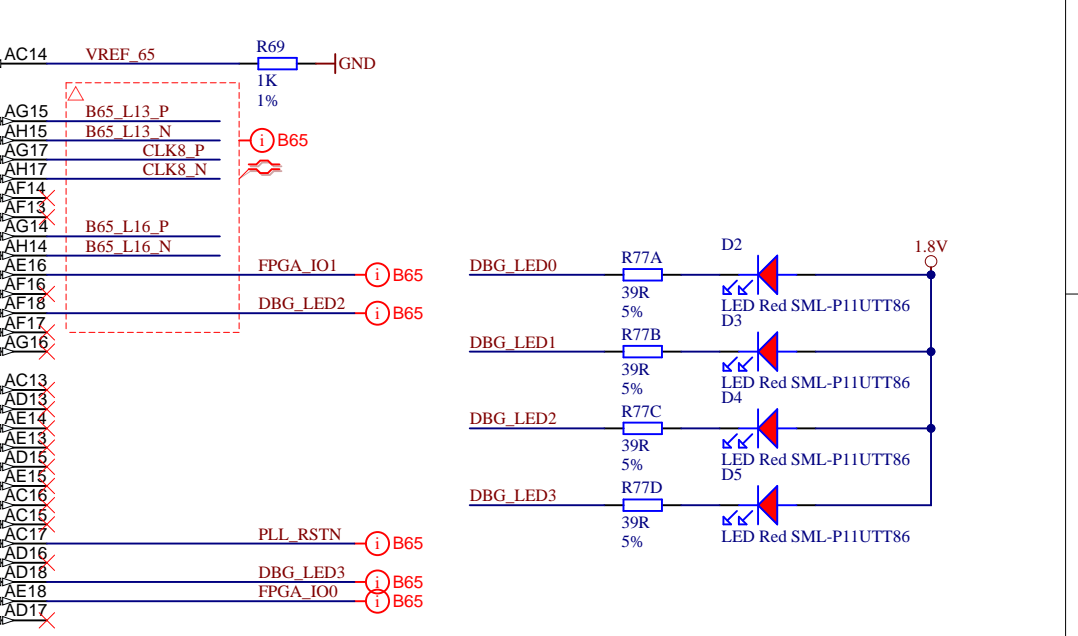 AC14 VREF_65 R69 GND
1K
1%
AG15 B65_L13_P
AH15 B65_L13_N i B65
AG17 CLK8_P
AH17 CLK8_N
AF14
AF13
AG14 B65_L16_P
AH14 B65_L16_N
AE16 FPGA_IO1 i B65
AF16
AF18 DBG_LED2 i B65
AF17
AG16
AC13
AD13
AE14
AE13
AD15
AE15
AC16
AC15
AC17 PLL_RSTN i B65
AD16
AD18 DBG_LED3 i B65
AE18 FPGA_IO0 i B65
AD17
1.8V
DBG_LED0 R77A D2
39R
5%
LED Red SML-P11UTT86
DBG_LED1 R77B D3
39R
5%
LED Red SML-P11UTT86
DBG_LED2 R77C D4
39R
5%
LED Red SML-P11UTT86
DBG_LED3 R77D D5
39R
5%
LED Red SML-P11UTT86